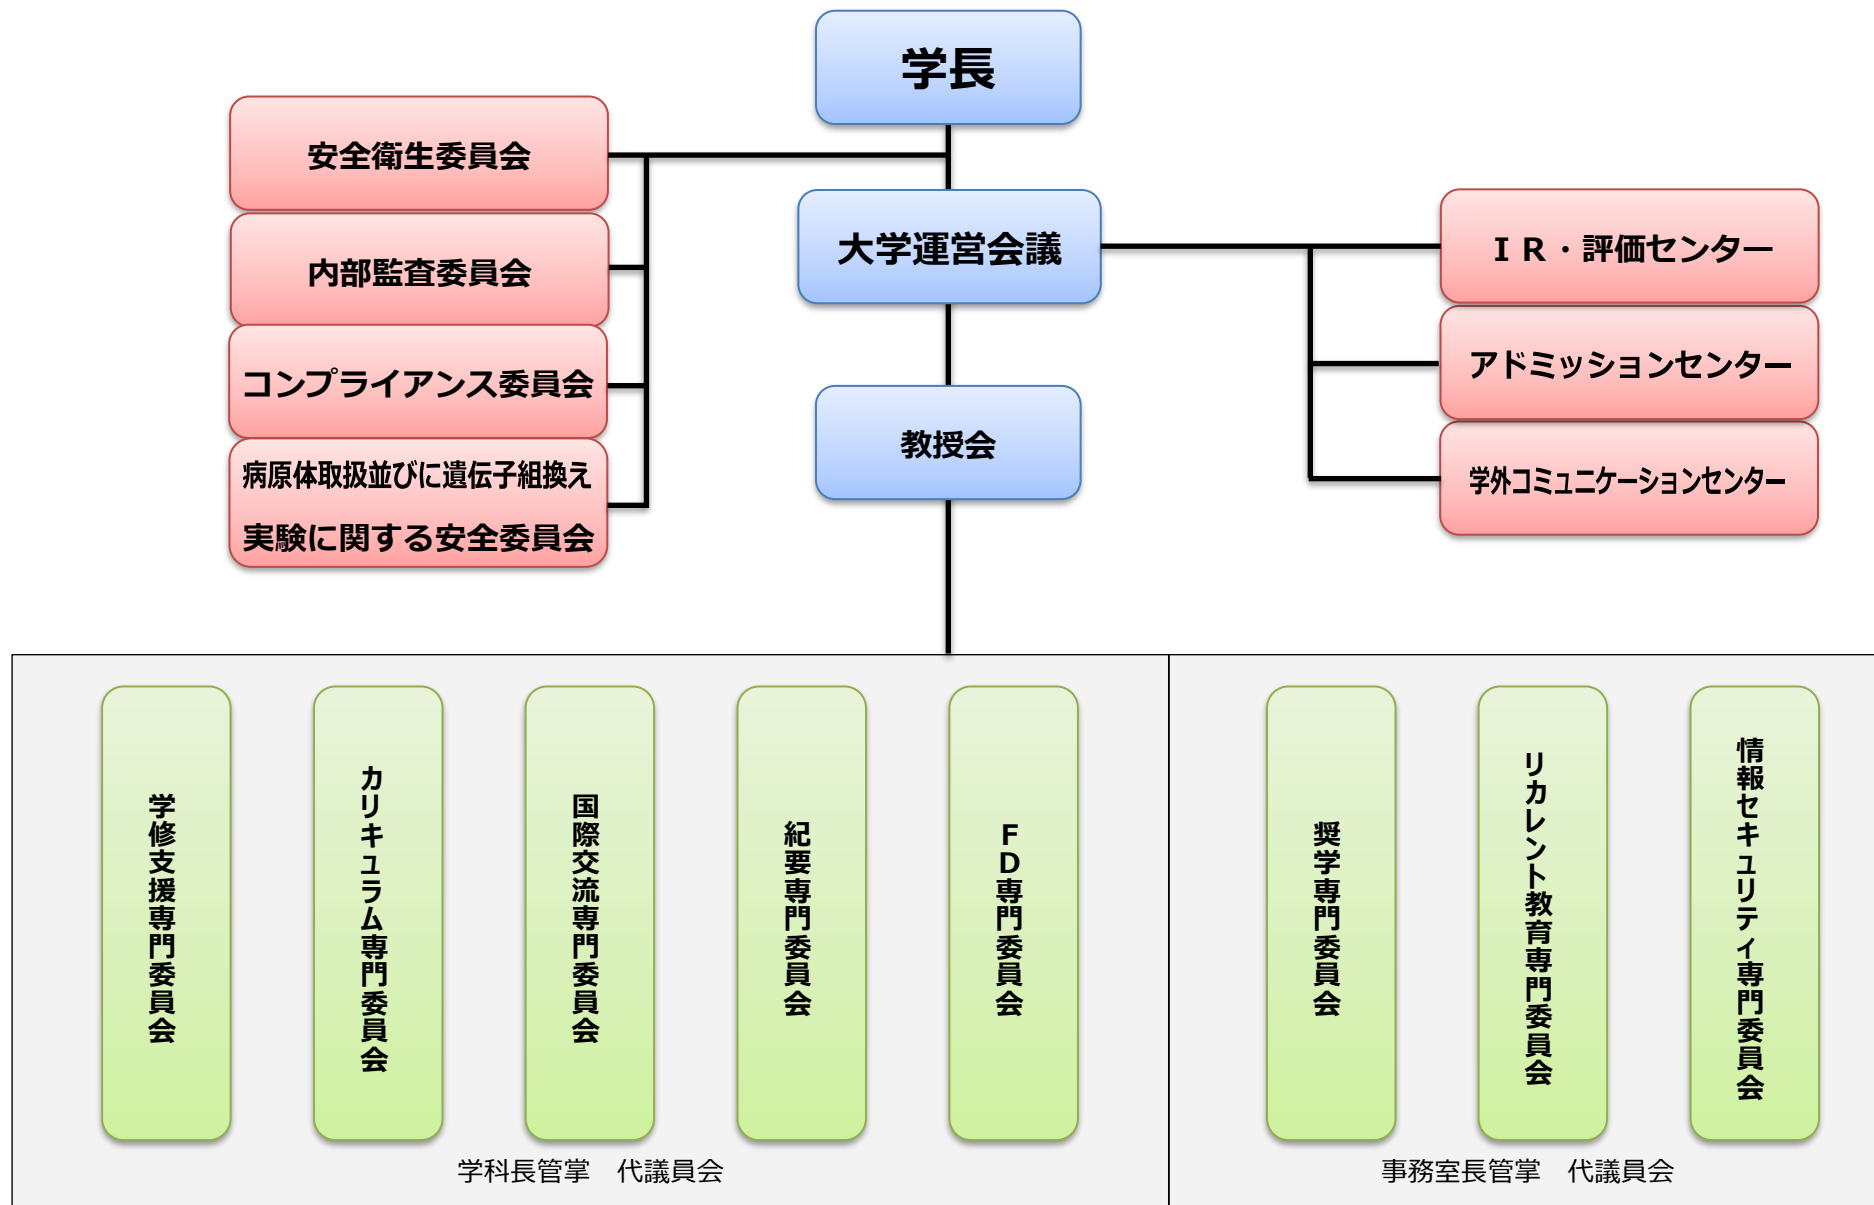 学長
安全衛生委員会
内部監査委員会
コンプライアンス委員会
病原体取扱並びに遺伝子組換え
実験に関する安全委員会
大学運営会議
教授会
ＩＲ・評価センター
アドミッションセンター
学外コミュニケーションセンター
学修支援専門委員会
カリキュラム専門委員会
国際交流専門委員会
紀要専門委員会
ＦＤ専門委員会
奨学専門委員会
リカレント教育専門委員会
情報セキュリティ専門委員会
学科長管掌　代議員会
事務室長管掌　代議員会